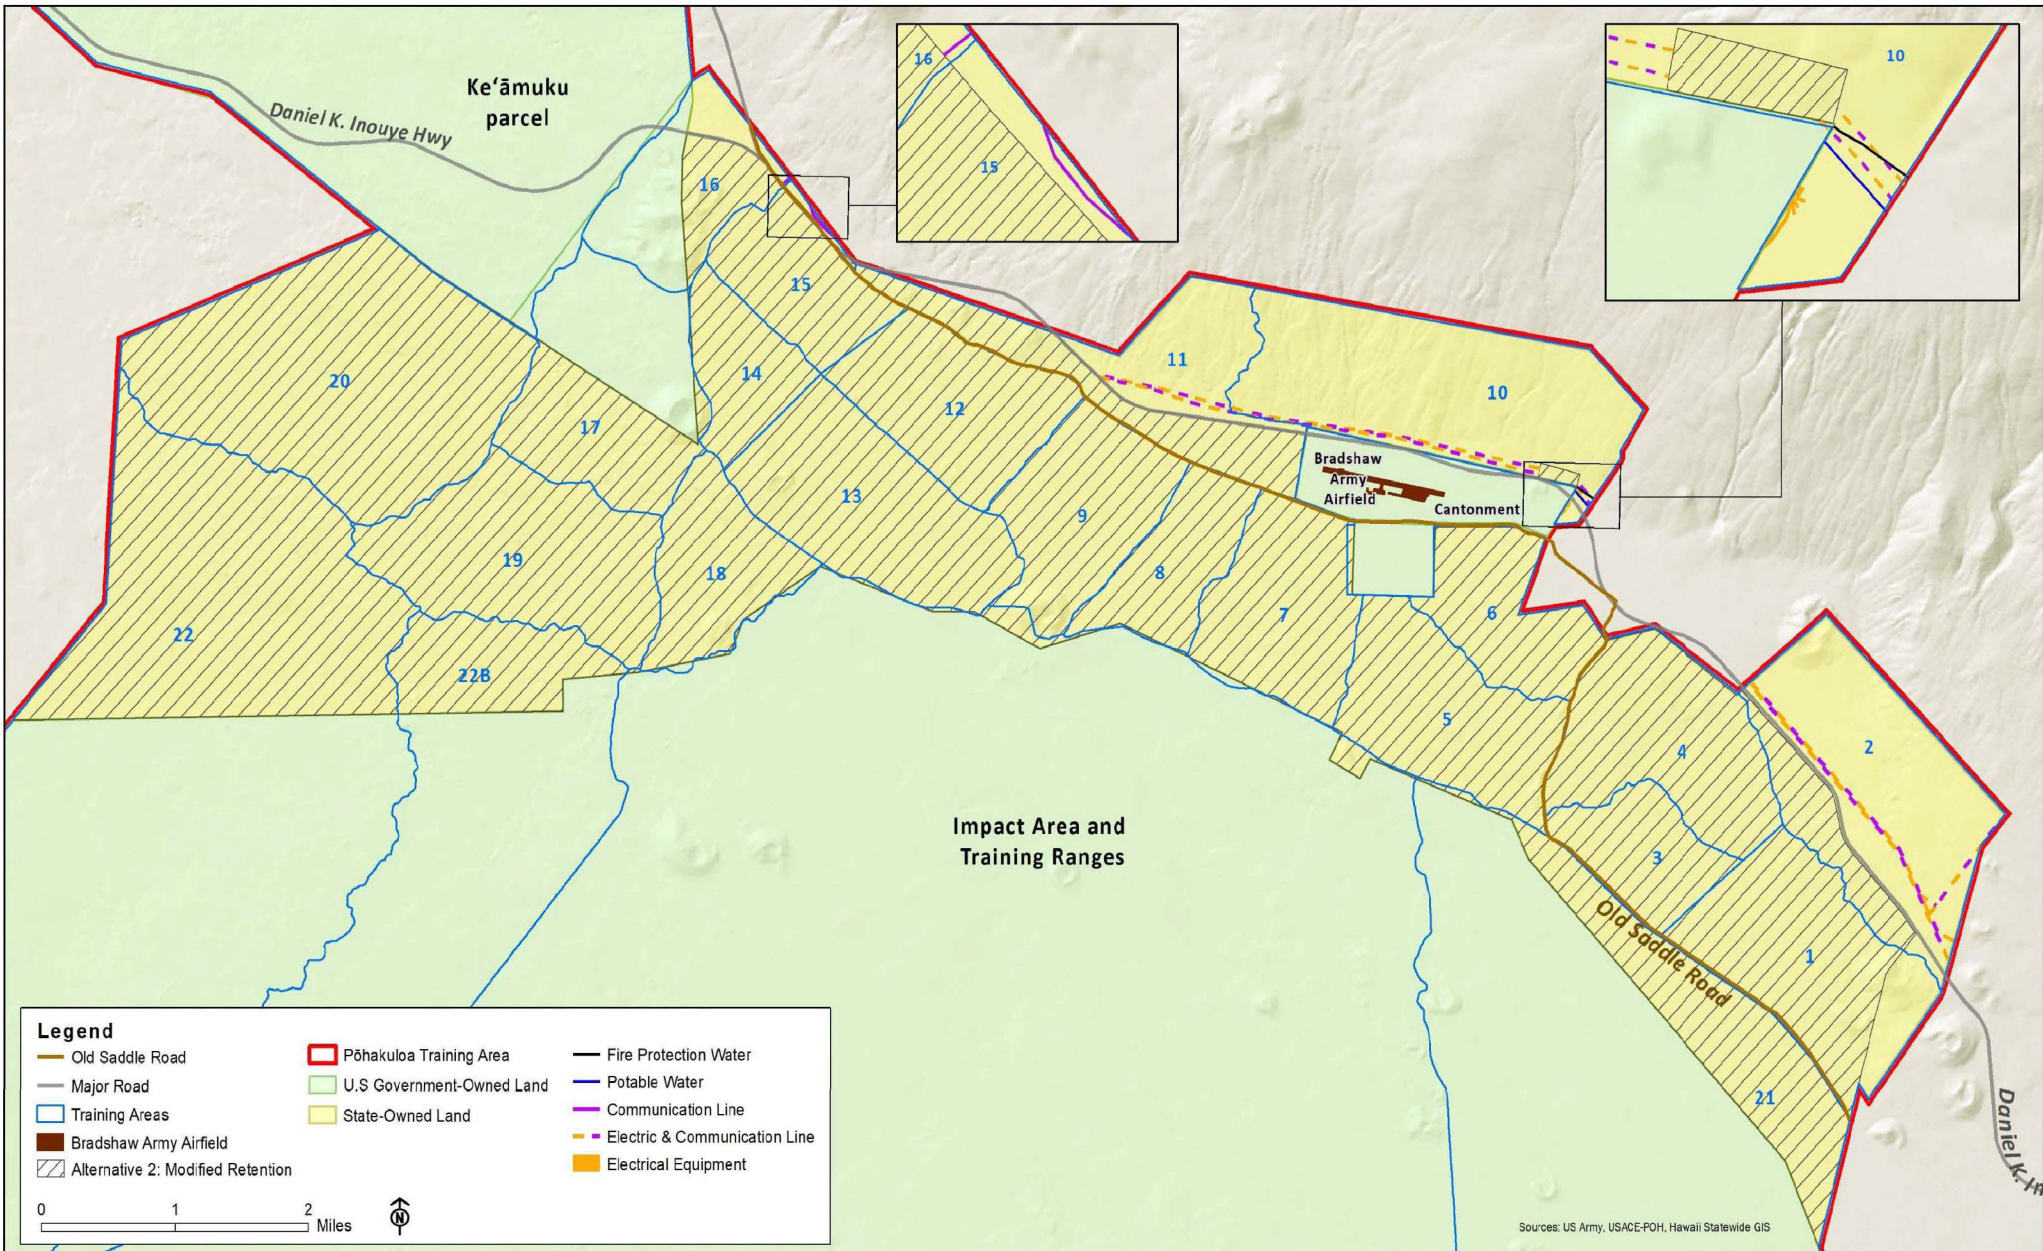 Ke‘āmuku
parcel
Daniel K. Inouye Hwy
16
15
10
16
15
14
20
17
12
11
10
13
9
8
7
6
19
18
22
22B
5
4
2
3
1
21
Bradshaw
Army
Airfield
Cantonment
Impact Area and
Training Ranges
Old Saddle Road
Daniel K. In
Legend
Old Saddle Road
Major Road
Training Areas
Bradshaw Army Airfield
Alternative 2: Modified Retention
Pōhakuloa Training Area
U.S Government-Owned Land
State-Owned Land
Fire Protection Water
Potable Water
Communication Line
Electric & Communication Line
Electrical Equipment
0 1 2
Miles
N
Sources: US Army, USACE-POH, Hawaii Statewide GIS